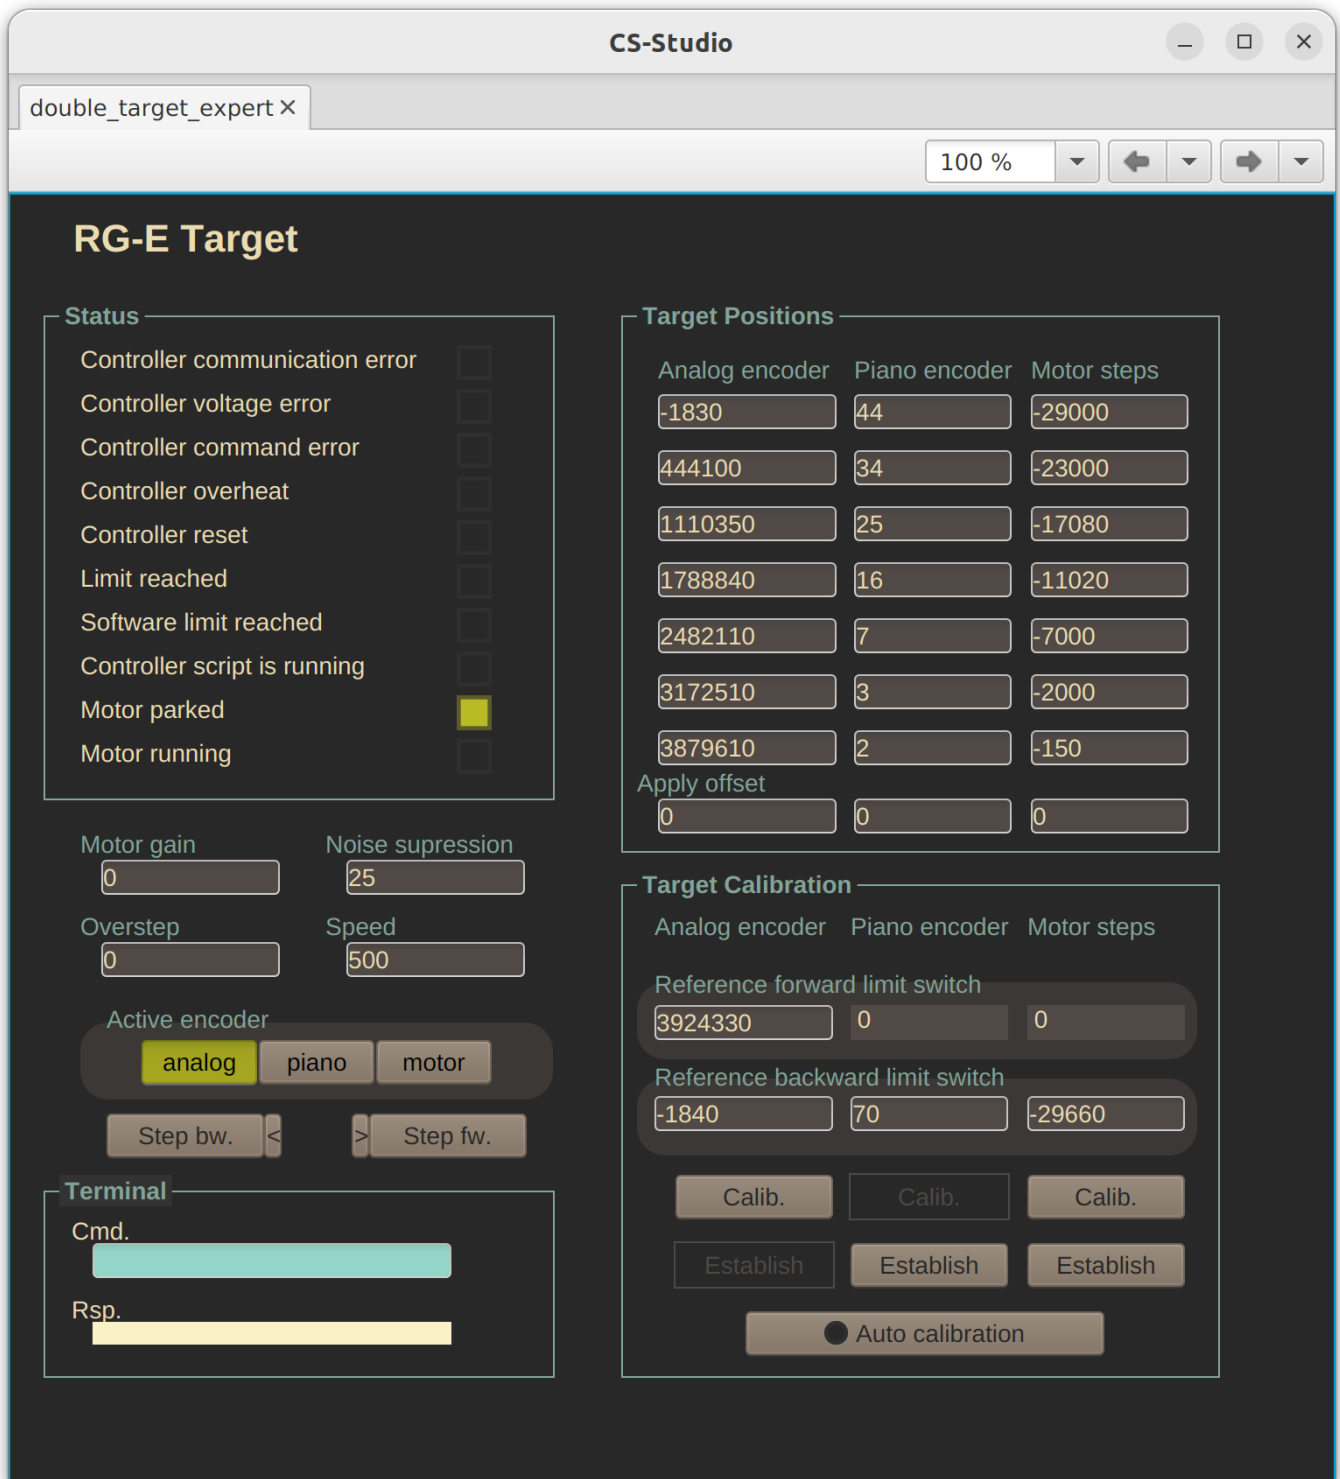 CS-Studio
double_target_expert
100 %
RG-E Target
Status
Controller communication error
Controller voltage error
Controller command error
Controller overheat
Controller reset
Limit reached
Software limit reached
Controller script is running
Motor parked
Motor running
Motor gain Noise supression
0 25
Overstep Speed
0 500
Active encoder
analog piano motor
Step bw. < > Step fw.
Terminal
Cmd.
Rsp.
Target Positions
Analog encoder Piano encoder Motor steps
-1830 44 -29000
444100 34 -23000
1110350 25 -17080
1788840 16 -11020
2482110 7 -7000
3172510 3 -2000
3879610 2 -150
Apply offset
0 0 0
Target Calibration
Analog encoder Piano encoder Motor steps
Reference forward limit switch
3924330 0 0
Reference backward limit switch
-1840 70 -29660
Calib. Calib. Calib.
Establish Establish Establish
Auto calibration